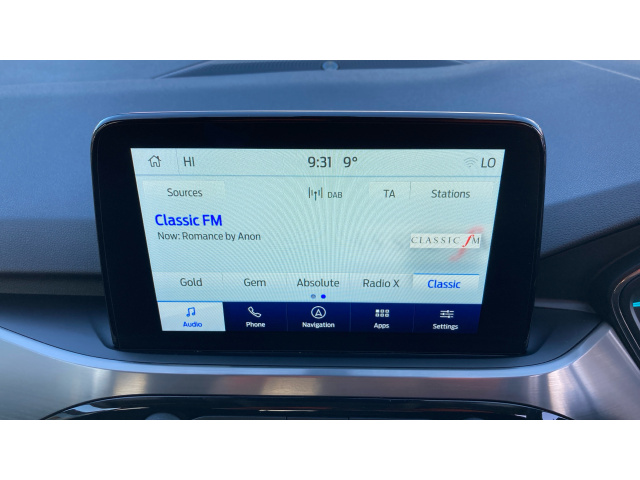 HI 9:31 9° LO
Sources DAB TA Stations
Classic FM
Now: Romance by Anon
CLASSIC fM
Gold Gem Absolute Radio X Classic
Audio Phone Navigation Apps Settings